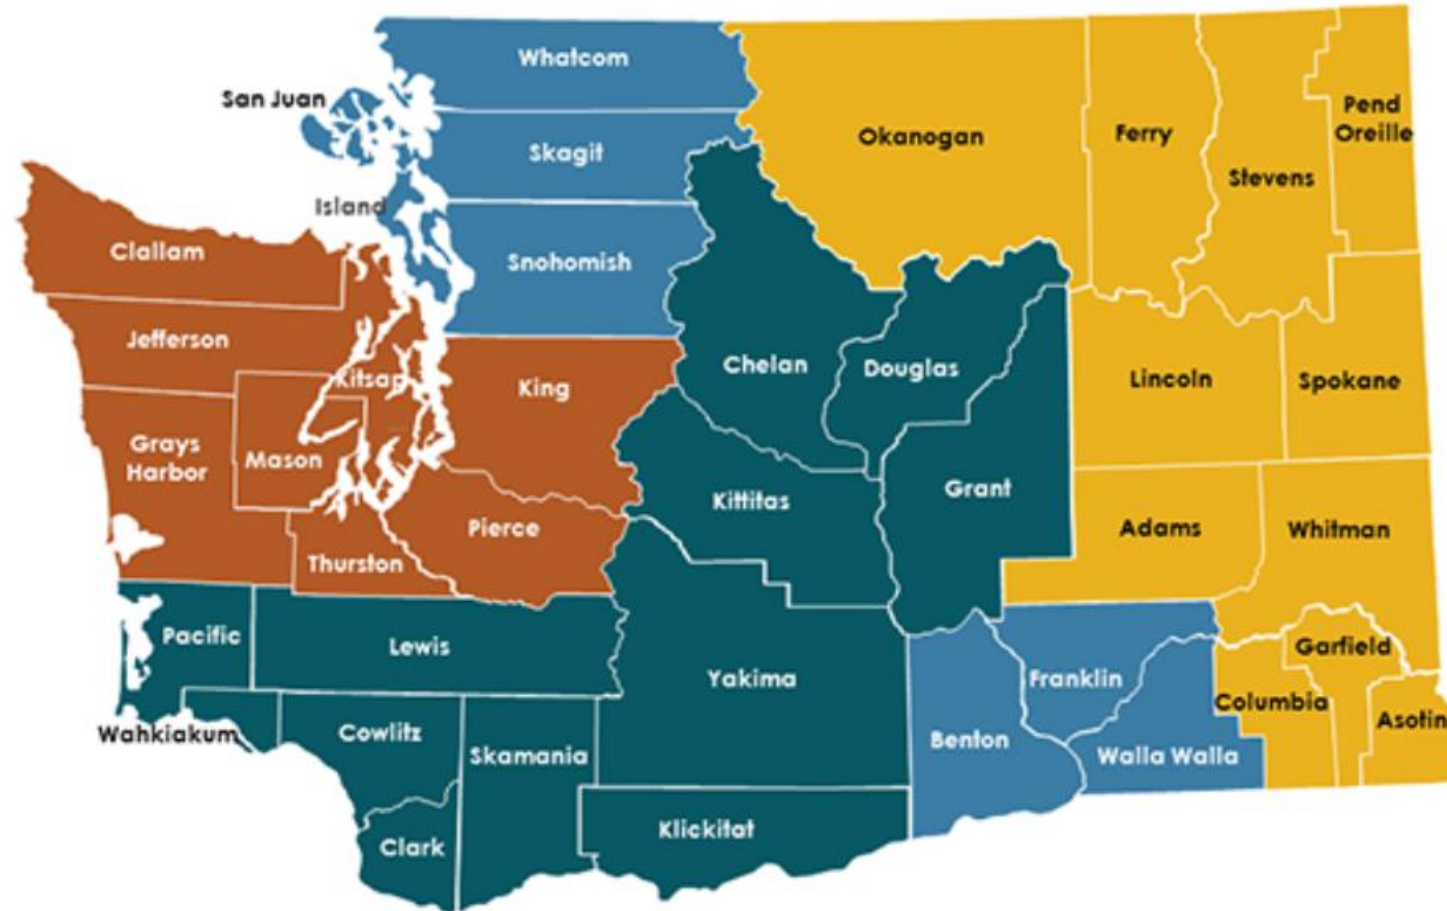 Whatcom
San Juan
Skagit
Okanogan
Ferry
Pend
Oreille
Stevens
Island
Clallam
Snohomish
Jefferson
Kitsap
King
Chelan
Douglas
Lincoln
Spokane
Grays
Harbor
Mason
Kittitas
Grant
Pierce
Thurston
Adams
Whitman
Pacific
Lewis
Yakima
Franklin
Garfield
Columbia
Asotin
Wahkiakum
Cowlitz
Skamania
Benton
Walla Walla
Klickitat
Clark